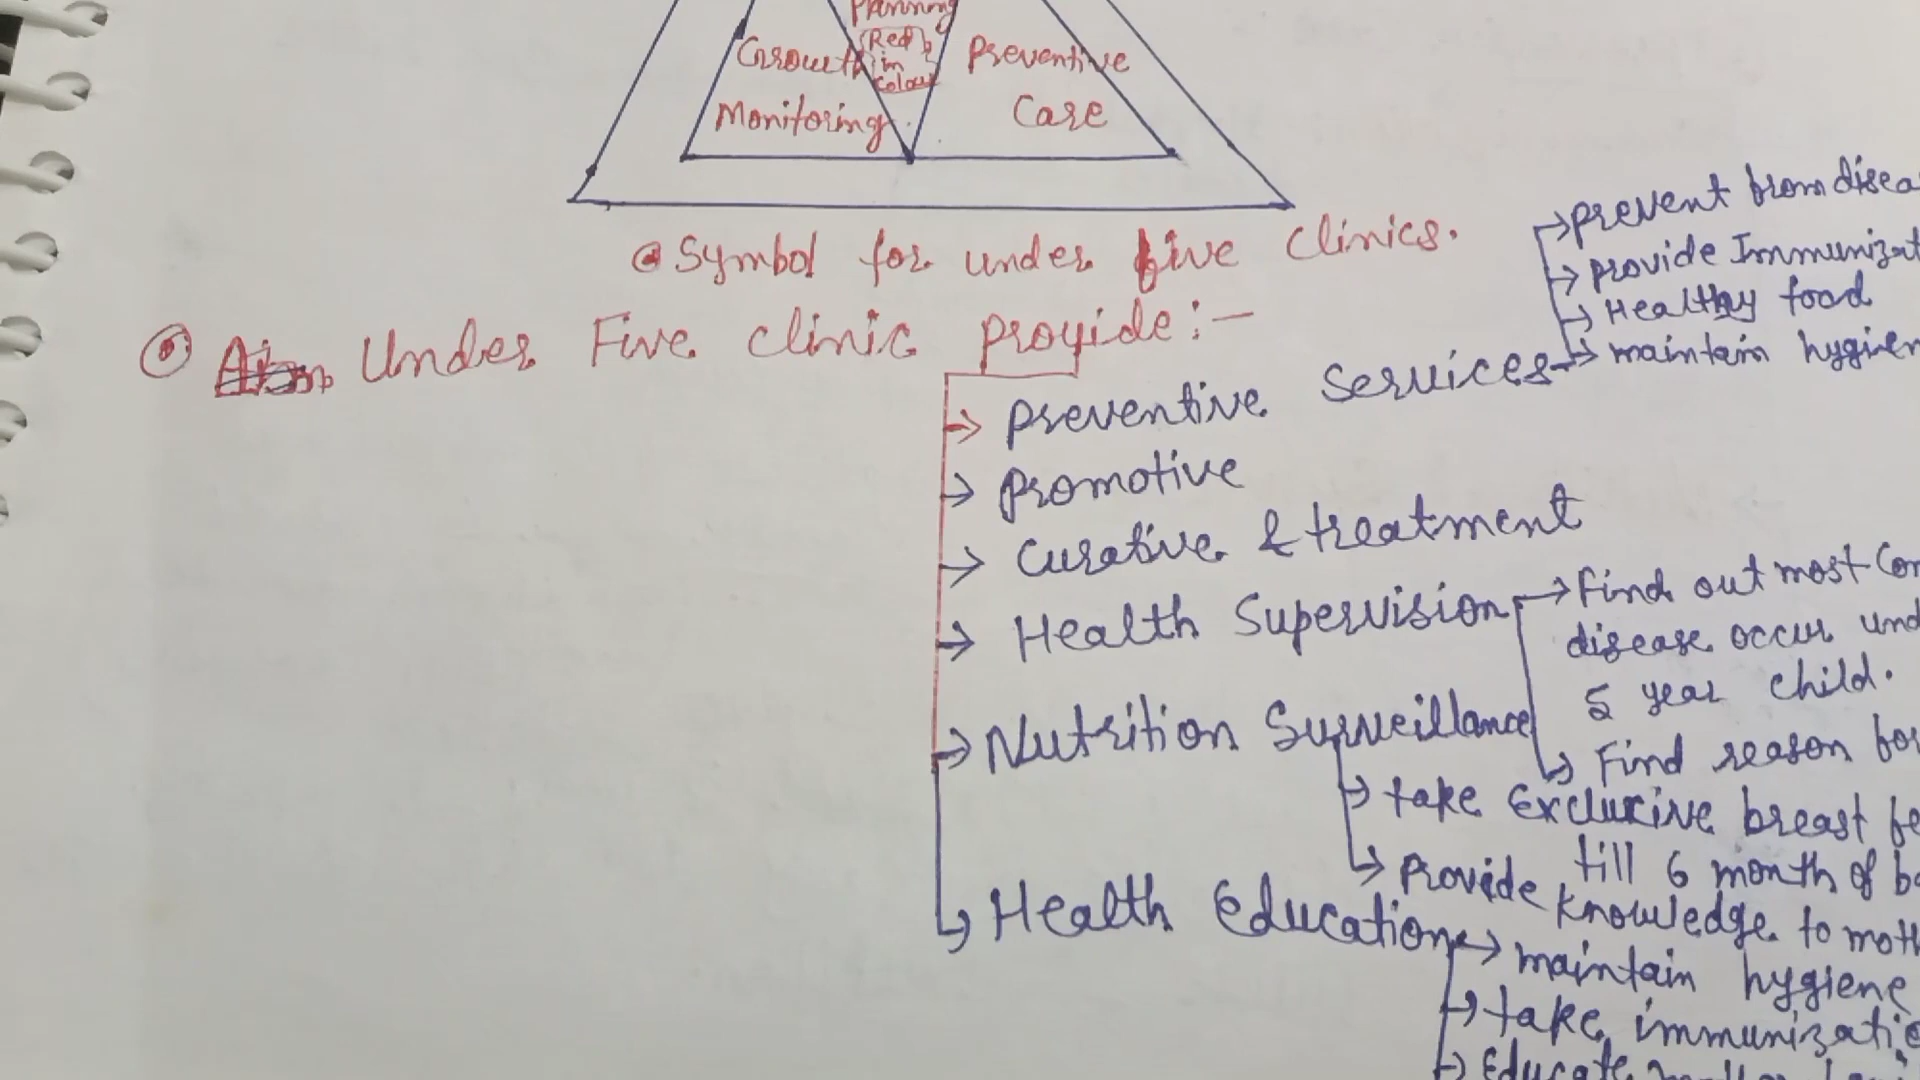 Planning
Growth
(Red
in
colour
Preventive
Monitoring
Care
Symbol for under five Clinics.
Under Five clinic provide:-
→ preventive services
→ prevent from disea
→ provide Immunizat
→ Healthy food
→ maintain hygien
→ promotive
→ Curative & treatment
→ Health Supervision
→ Find out most Com
disease occur und
5 year child.
→ Find reason for
→ Nutrition Surveillance
→ take Exclusive breast fe
till 6 month of b
→ Provide knowledge to moth
→ Health Education
→ maintain hygiene
→ take immunizatio
→ Educate